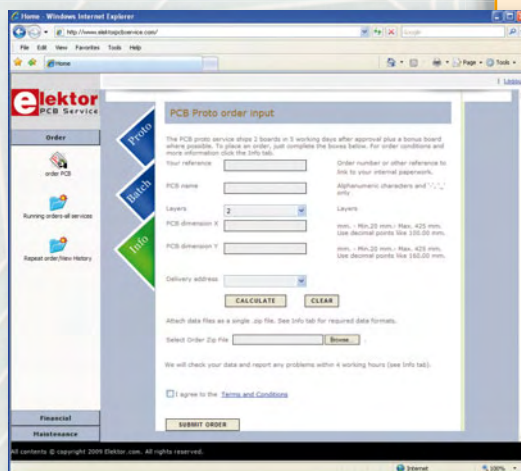 Home - Windows Internet Explorer
http://www.elektorpcbservice.com/
Google
File Edit View Favorites Tools Help
Home
Page Tools
elektor
PCB Service
Order
order PCB
Running orders-all services
Repeat order/New History
Financial
Maintenance
Proto
Batch
Info
PCB Proto order input
The PCB proto service ships 2 boards in 5 working days after approval plus a bonus board
where possible. To place an order, just complete the boxes below. For order conditions and
more information click the Info tab.
Your reference
Order number or other reference to
link to your internal paperwork.
PCB name
Alphanumeric characters and
only
Layers 2 Layers
PCB dimension X
mm. - Min.20 mm.- Max. 425 mm.
Use decimal points like 100.00 mm.
PCB dimension Y
mm. - Min.20 mm.- Max. 425 mm.
Use decimal points like 160.00 mm.
Delivery address
CALCULATE CLEAR
Attach data files as a single .zip file. See Info tab for required data formats.
Select Order Zip File Browse...
We will check your data and report any problems within 4 working hours (see Info tab).
I agree to the Terms and Conditions
SUBMIT ORDER
All contents © copyright 2009 Elektor.com. All rights reserved.
Internet 100%